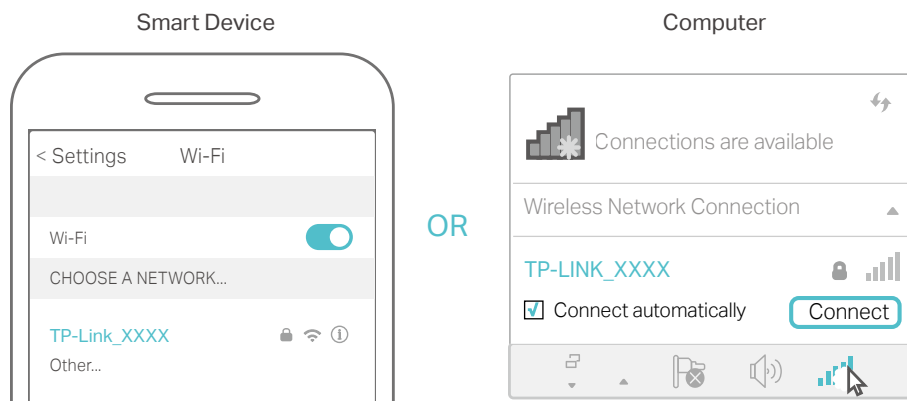 Smart Device
< Settings Wi-Fi
Wi-Fi
CHOOSE A NETWORK...
TP-Link_XXXX
Other...
OR
Computer
Connections are available
Wireless Network Connection
TP-LINK_XXXX
Connect automatically Connect